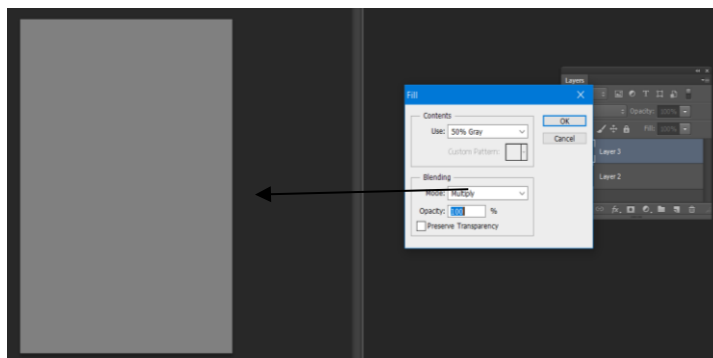 Layers
Fill
Contents
OK
Use: 50% Gray
Cancel
Custom Pattern:
Blending
Mode: Multiply
Opacity: 100 %
Preserve Transparency
Opacity: 100%
Fill: 100%
Layer 3
Layer 2
fx